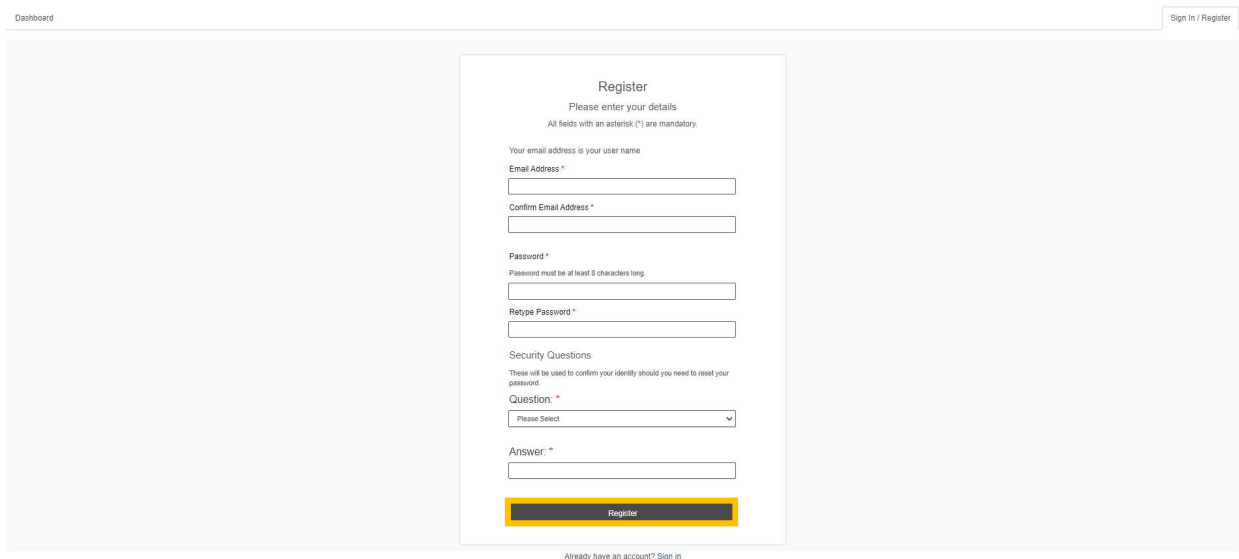 Dashboard
Sign In / Register
Register
Please enter your details
All fields with an asterisk (*) are mandatory.
Your email address is your user name
Email Address *
Confirm Email Address *
Password *
Password must be at least 8 characters long.
Retype Password *
Security Questions
These will be used to confirm your identity should you need to reset your
password.
Question: *
Please Select
Answer: *
Register
Already have an account? Sign in